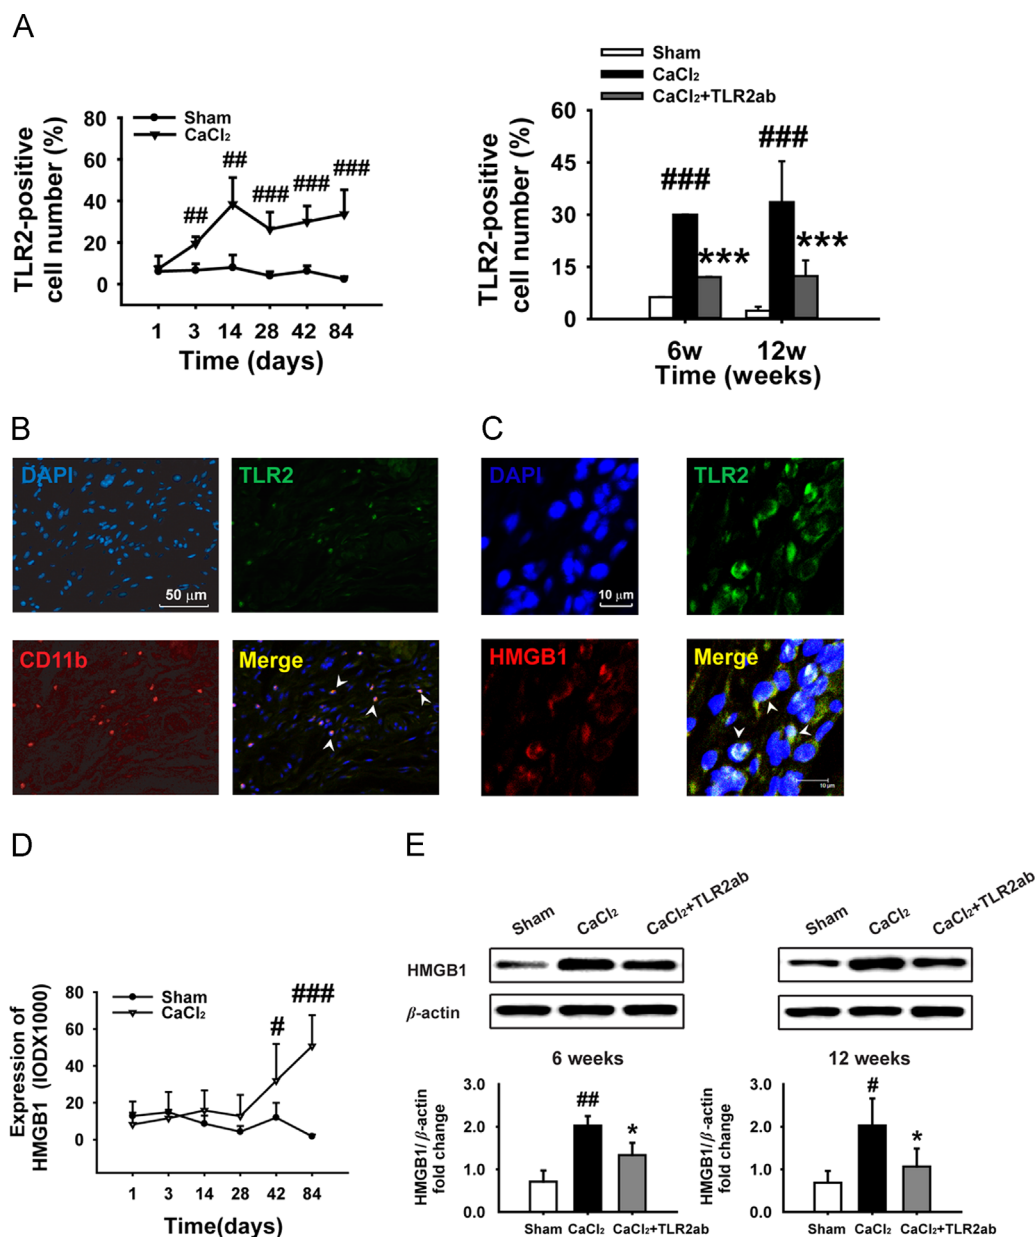 A
Sham
CaCl₂
TLR2-positive
cell number (%)
80
60
40
20
0
##
##
###
###
###
1 3 14 28 42 84
Time (days)
Sham
CaCl₂
CaCl₂+TLR2ab
TLR2-positive
cell number (%)
60
45
30
15
0
###
***
###
***
6w 12w
Time (weeks)
B
DAPI
50 μm
TLR2
CD11b
Merge
C
DAPI
10 μm
TLR2
HMGB1
Merge
10 μm
D
Sham
CaCl₂
Expression of
HMGB1 (IODX1000)
80
60
40
20
0
#
###
1 3 14 28 42 84
Time(days)
E
Sham CaCl₂ CaCl₂+TLR2ab
Sham CaCl₂ CaCl₂+TLR2ab
HMGB1
β-actin
6 weeks
12 weeks
HMGB1/β-actin
fold change
3.0
2.0
1.0
0.0
##
*
Sham CaCl₂ CaCl₂+TLR2ab
HMGB1/β-actin
fold change
3.0
2.0
1.0
0.0
#
*
Sham CaCl₂ CaCl₂+TLR2ab